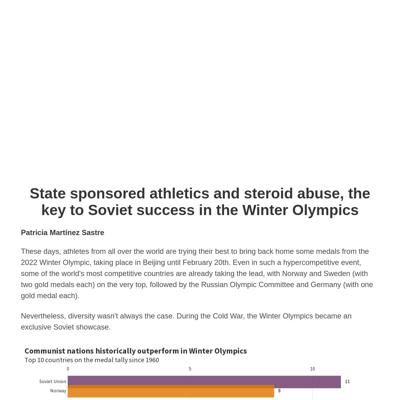 State sponsored athletics and steroid abuse, the
key to Soviet success in the Winter Olympics
Patricia Martínez Sastre
These days, athletes from all over the world are trying their best to bring back home some medals from the
2022 Winter Olympic, taking place in Beijing until February 20th. Even in such a hypercompetitive event,
some of the world's most competitive countries are already taking the lead, with Norway and Sweden (with
two gold medals each) on the very top, followed by the Russian Olympic Committee and Germany (with one
gold medal each).
Nevertheless, diversity wasn't always the case. During the Cold War, the Winter Olympics became an
exclusive Soviet showcase.
Communist nations historically outperform in Winter Olympics
Top 10 countries on the medal tally since 1960
0 5 10
Soviet Union 11
Norway 9